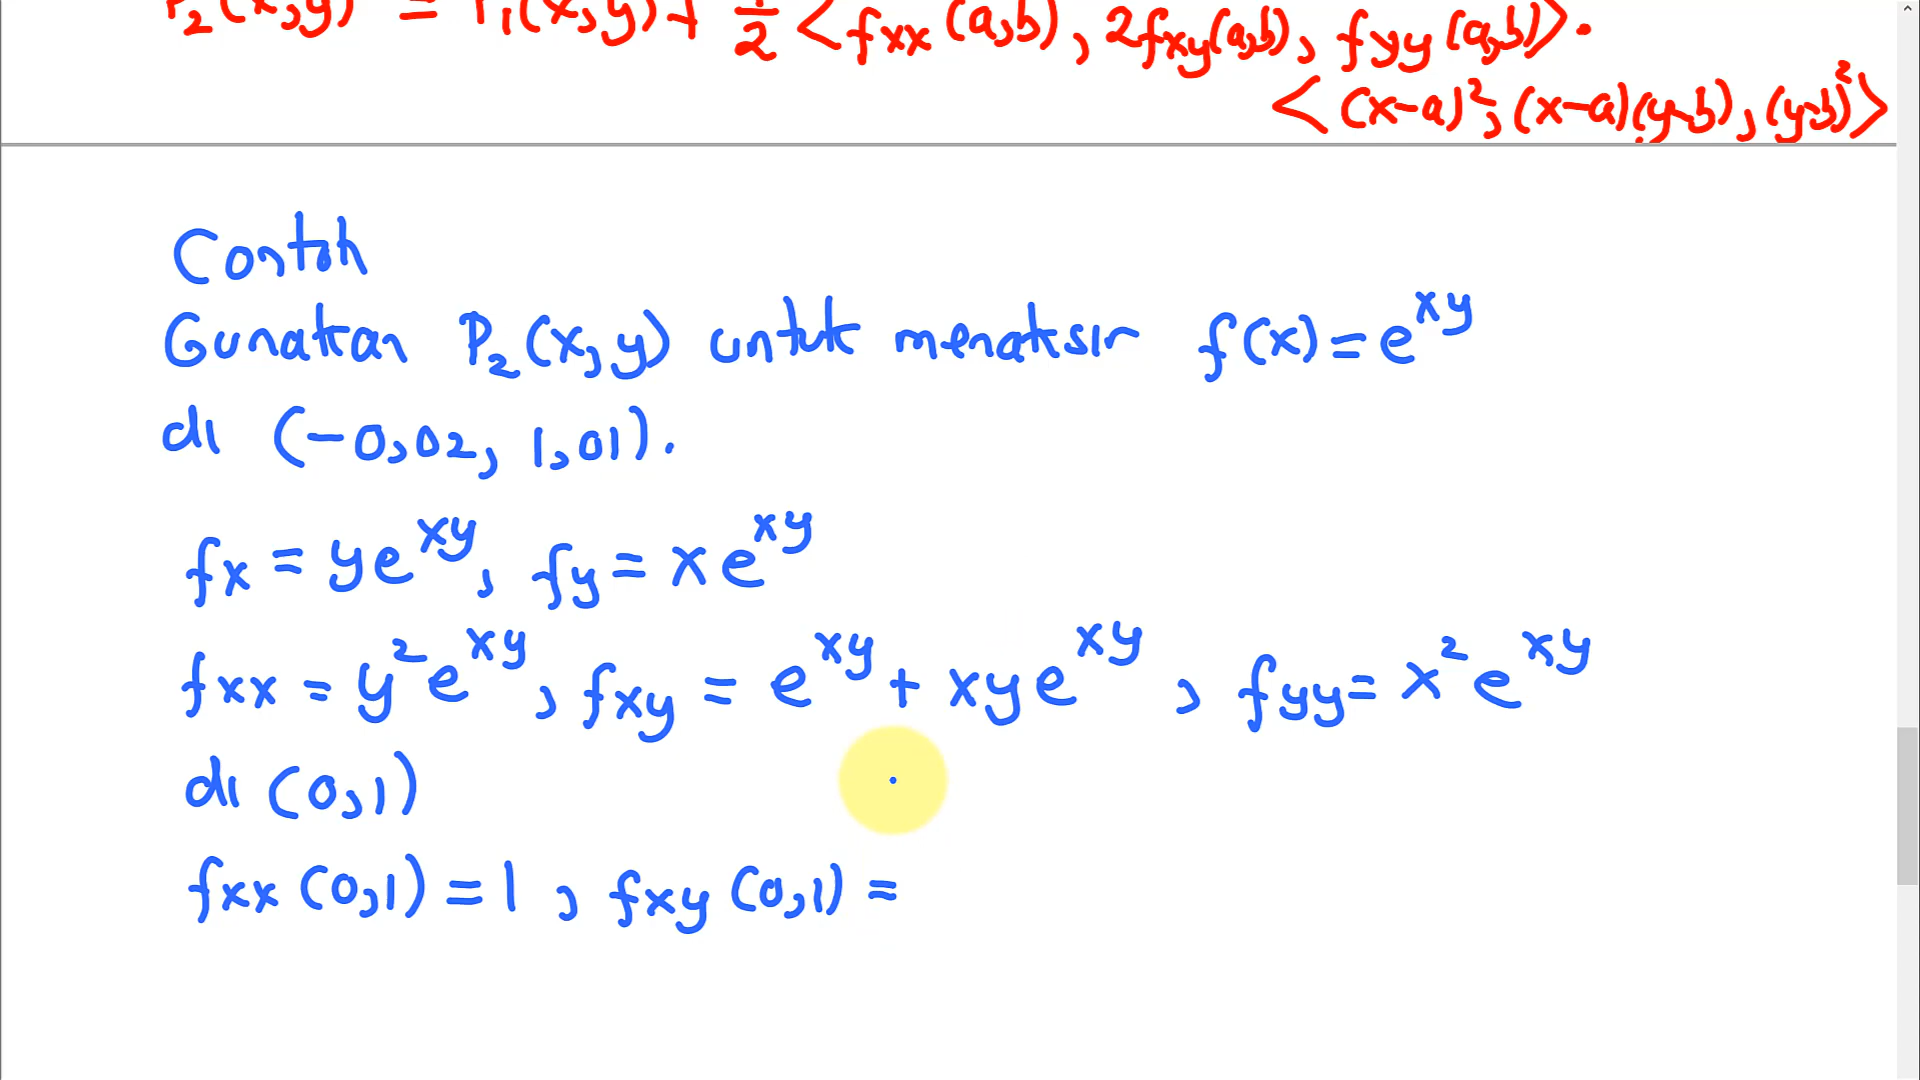 P₂(x,y) = P₁(x,y) + 1/2 <fxx(a,b), 2fxy(a,b), fyy(a,b)>.
<(x-a)², (x-a)(y-b), (y-b)²>
Contoh
Gunakan P₂(x,y) untuk menaksir f(x) = e^xy
di (-0,02, 1,01).
fx = ye^xy, fy = xe^xy
fxx = y²e^xy, fxy = e^xy + xye^xy, fyy = x²e^xy
di (0,1)
fxx(0,1) = 1, fxy(0,1) =